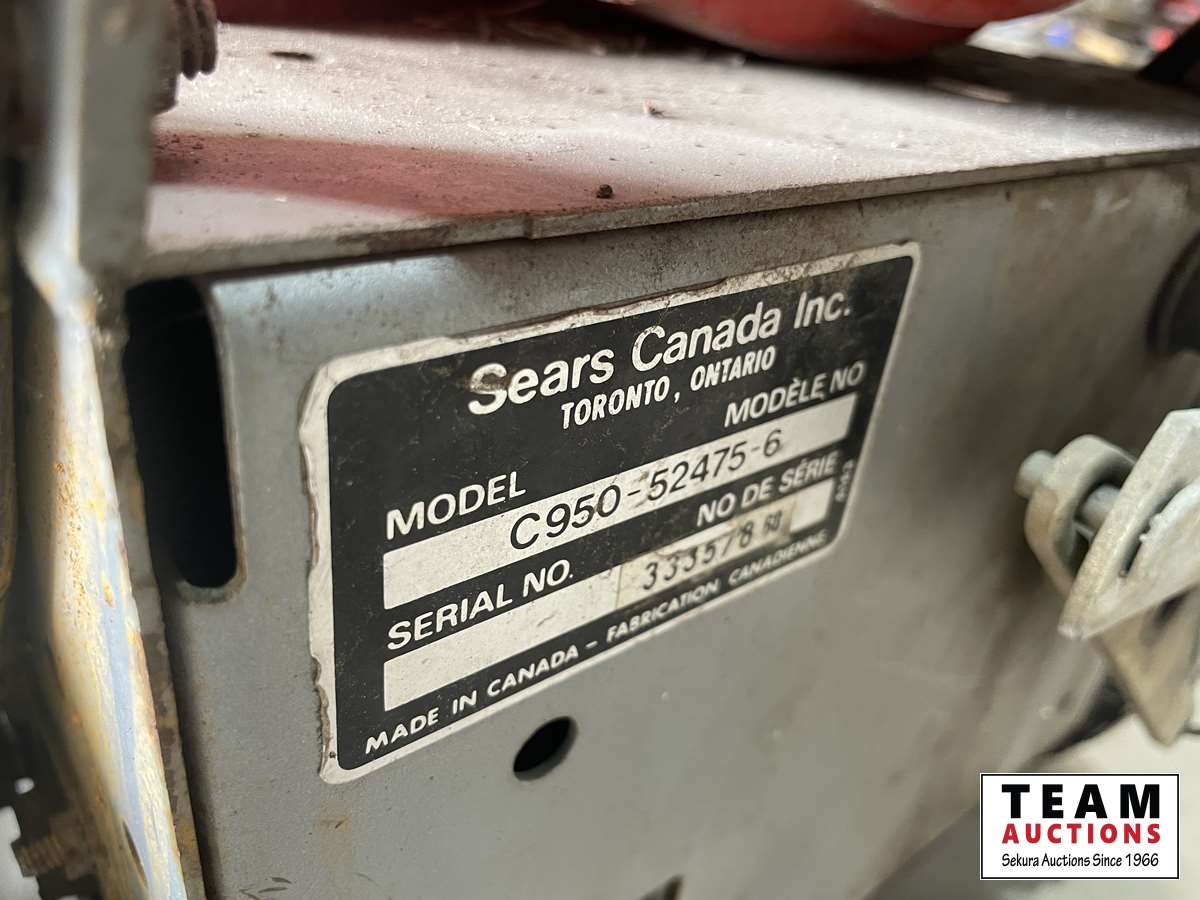 Sears Canada Inc.
TORONTO, ONTARIO
MODEL MODÈLE NO
C950-52475-6
SERIAL NO. NO DE SÉRIE
333578
MADE IN CANADA - FABRICATION CANADIENNE
TEAM
AUCTIONS
Sekura Auctions Since 1966